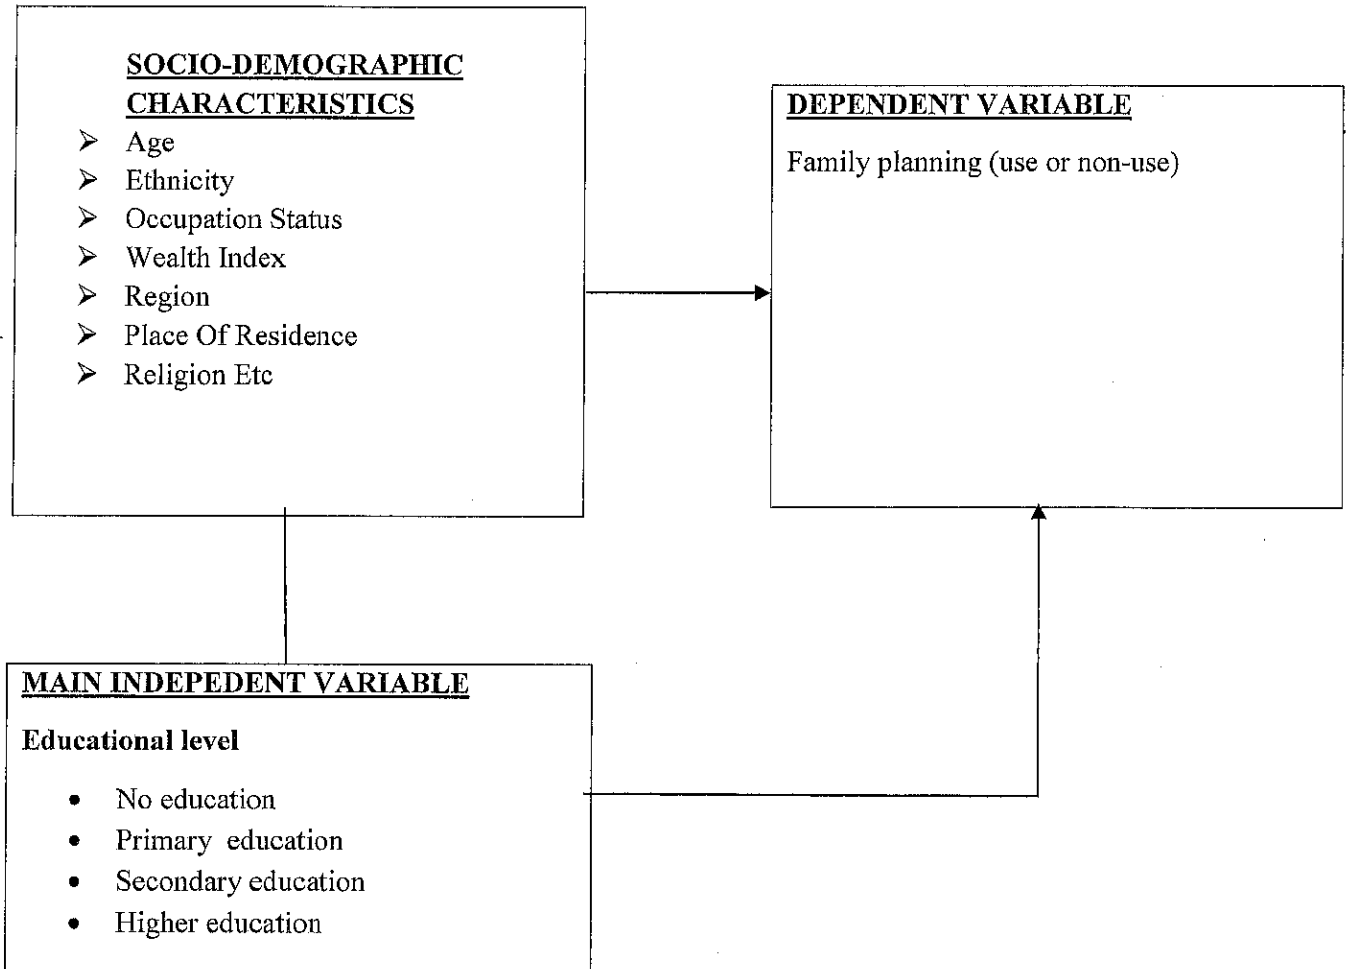 SOCIO-DEMOGRAPHIC
CHARACTERISTICS
➢ Age
➢ Ethnicity
➢ Occupation Status
➢ Wealth Index
➢ Region
➢ Place Of Residence
➢ Religion Etc
DEPENDENT VARIABLE
Family planning (use or non-use)
MAIN INDEPEDENT VARIABLE
Educational level
• No education
• Primary education
• Secondary education
• Higher education